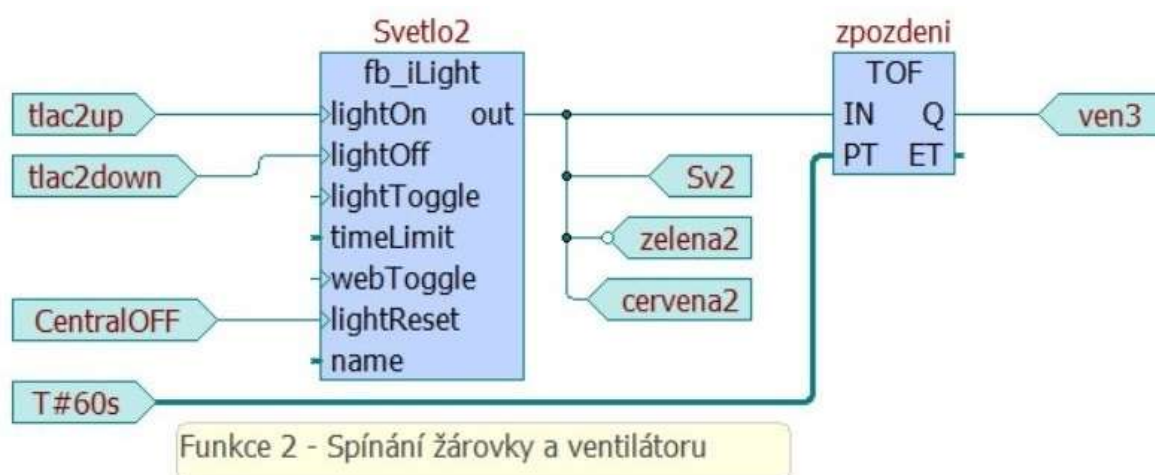 Svetlo2
fb_iLight
tlac2up
lightOn out
tlac2down
lightOff
lightToggle
timeLimit
webToggle
CentralOFF
lightReset
name
T#60s
zpozdeni
TOF
IN Q
PT ET
ven3
Sv2
zelena2
cervena2
Funkce 2 - Spínání žárovky a ventilátoru